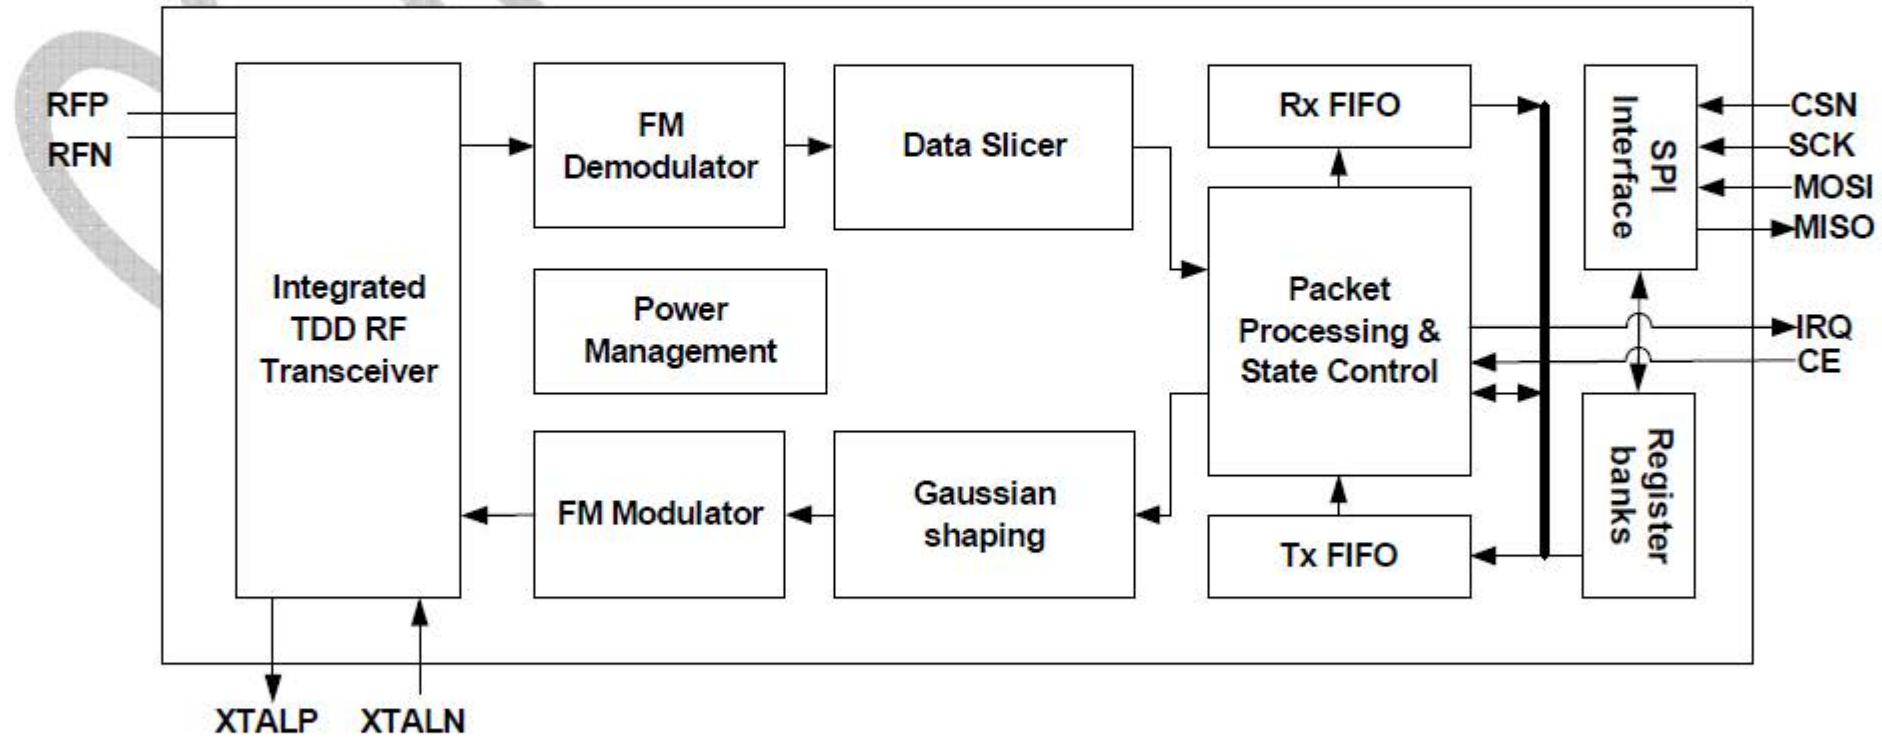 RFP
RFN
Integrated
TDD RF
Transceiver
FM
Demodulator
Data Slicer
Rx FIFO
SPI
Interface
CSN
SCK
MOSI
MISO
Power
Management
Packet
Processing &
State Control
IRQ
CE
FM Modulator
Gaussian
shaping
Tx FIFO
Register
banks
XTALP
XTALN